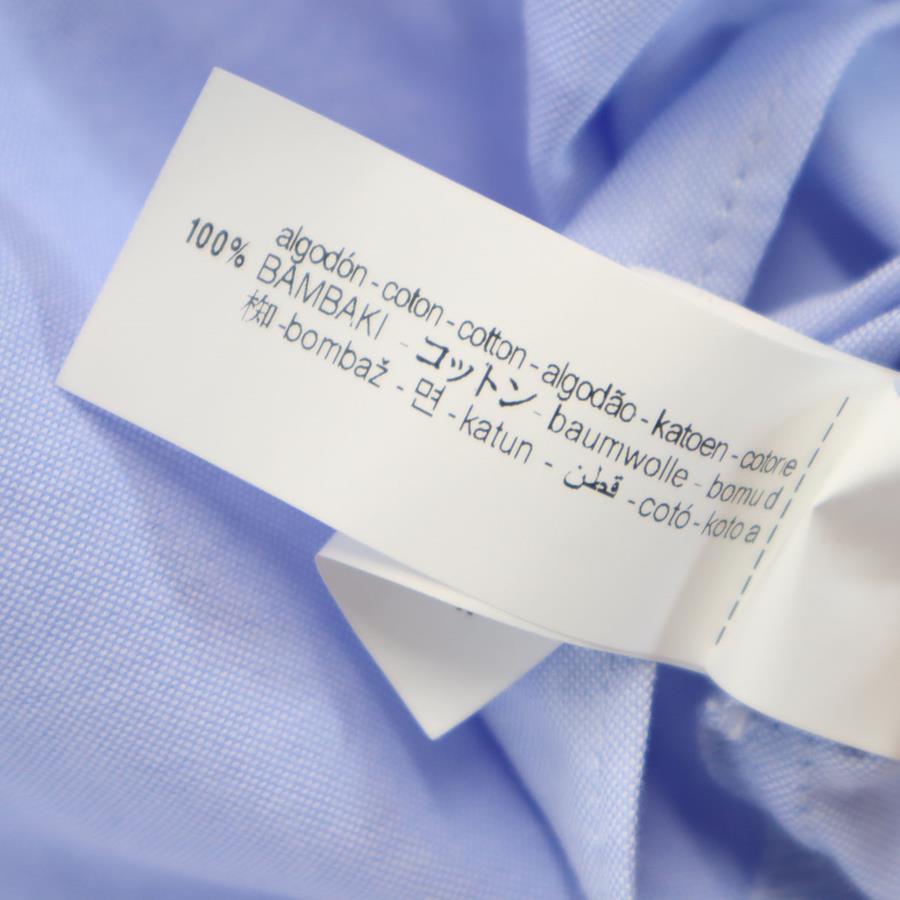 100% algodón - coton - cotton - algodão - katoen - cotone
BAMBAKI - コットン - baumwolle - bomu d
棉 - bombaž - 면 - katun - قطن - cotó - koto a